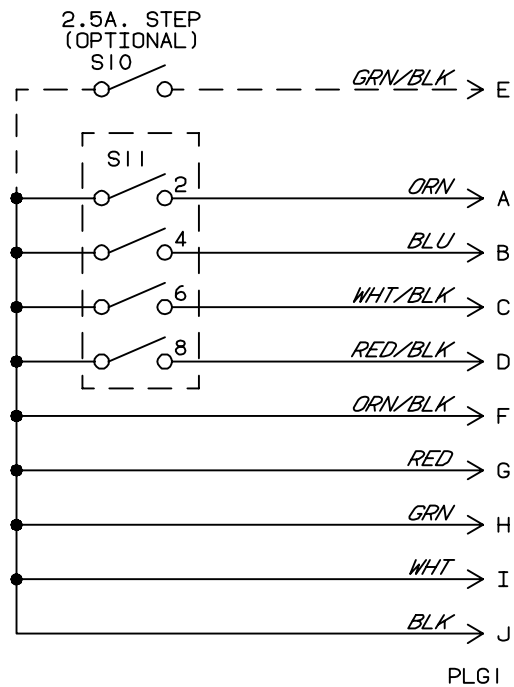 2.5A. STEP
(OPTIONAL)
S10
GRN/BLK E
S11
2 ORN A
4 BLU B
6 WHT/BLK C
8 RED/BLK D
ORN/BLK F
RED G
GRN H
WHT I
BLK J
PLG1